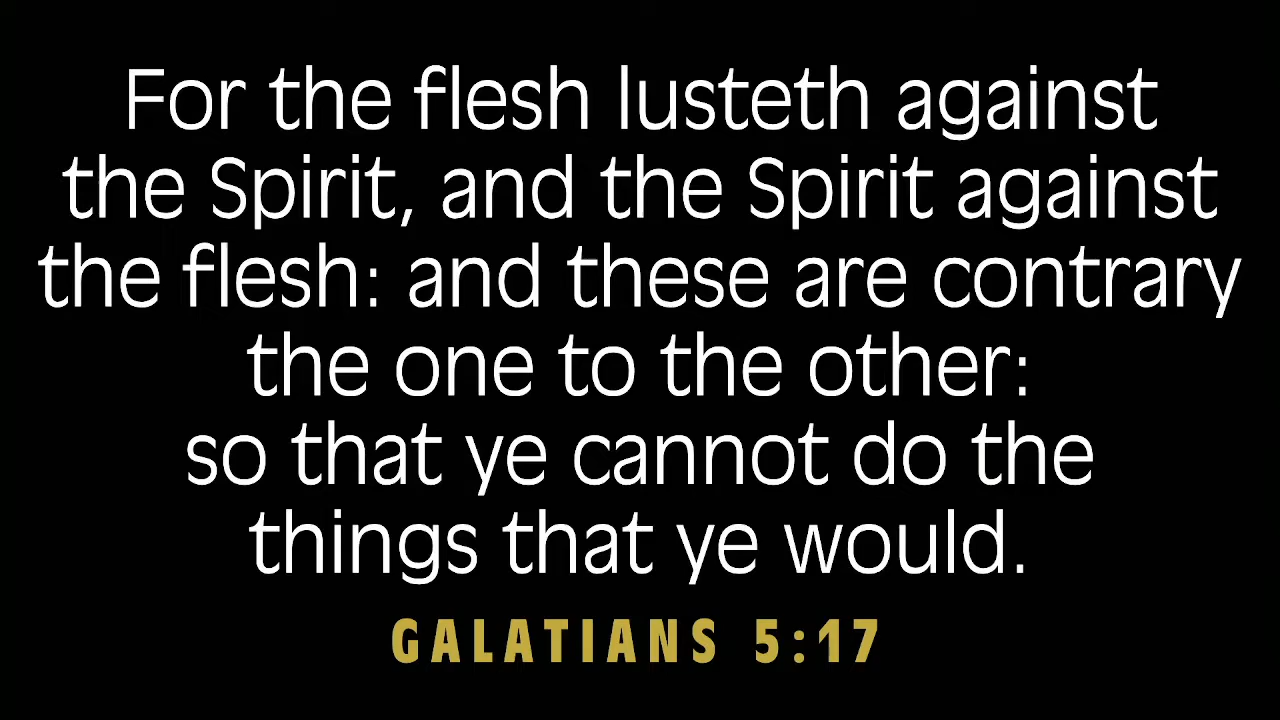 For the flesh lusteth against
the Spirit, and the Spirit against
the flesh: and these are contrary
the one to the other:
so that ye cannot do the
things that ye would.
GALATIANS 5:17